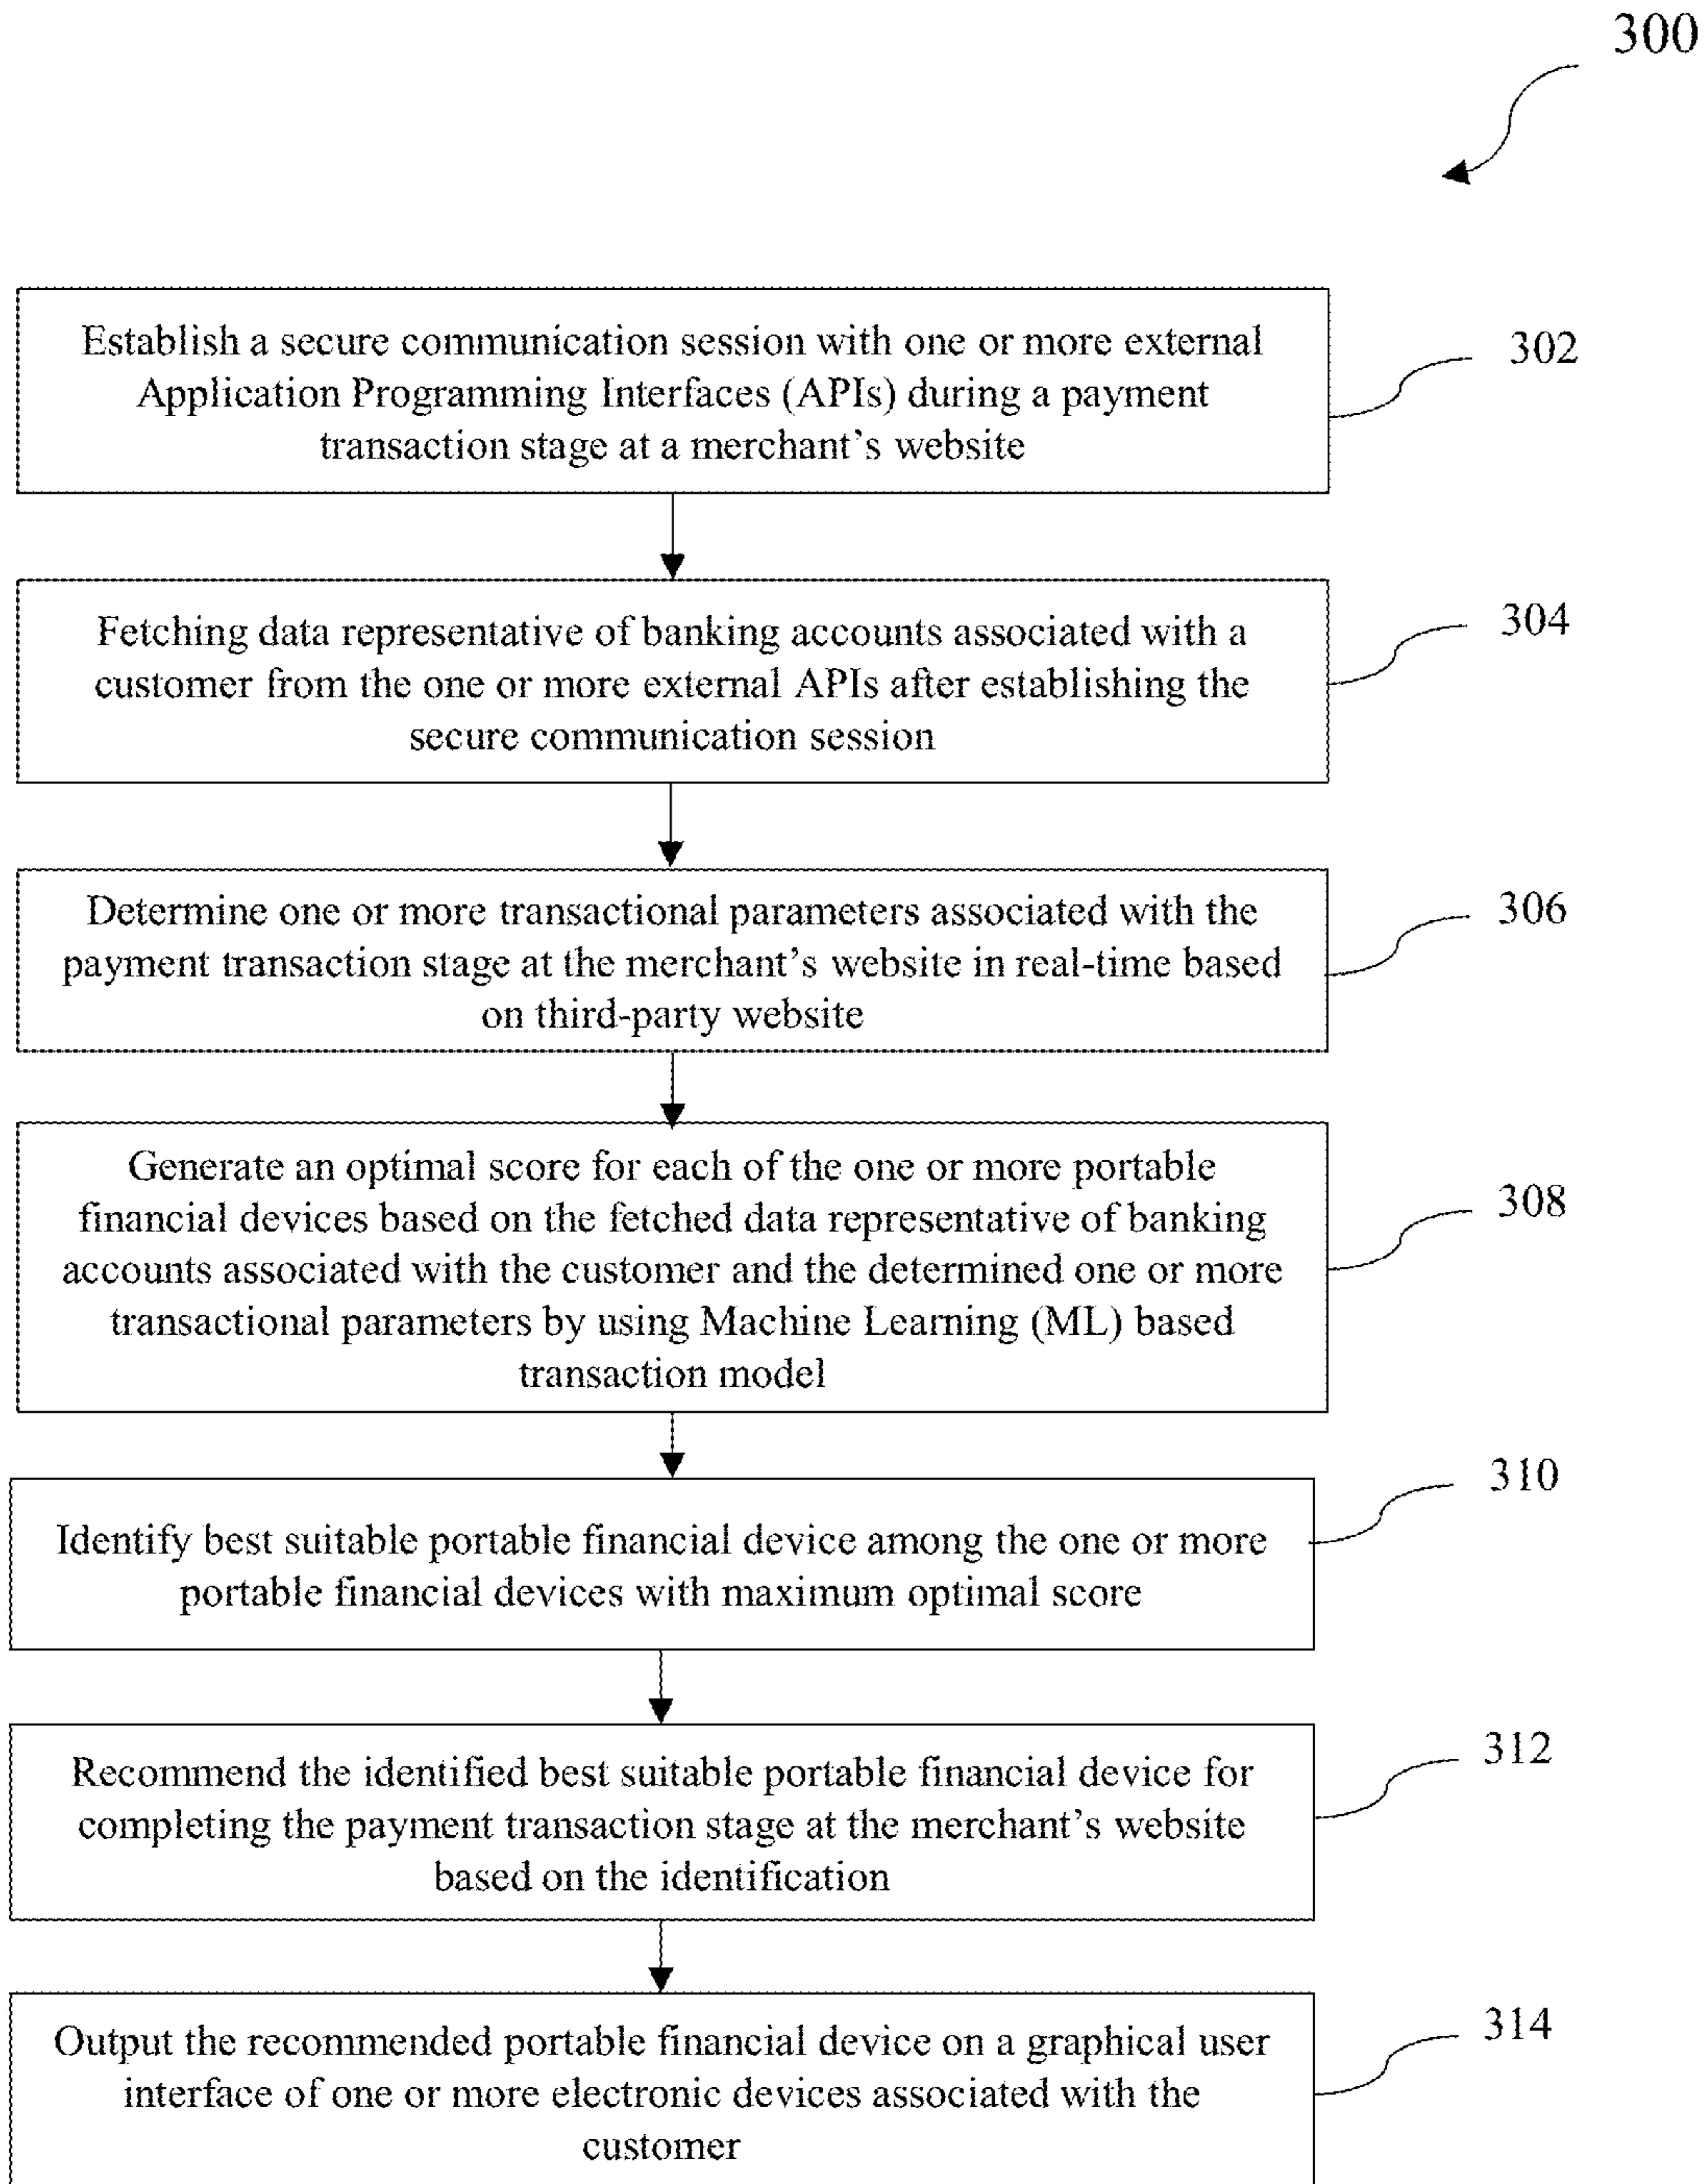 300
Establish a secure communication session with one or more external
Application Programming Interfaces (APIs) during a payment
transaction stage at a merchant's website
302
Fetching data representative of banking accounts associated with a
customer from the one or more external APIs after establishing the
secure communication session
304
Determine one or more transactional parameters associated with the
payment transaction stage at the merchant's website in real-time based
on third-party website
306
Generate an optimal score for each of the one or more portable
financial devices based on the fetched data representative of banking
accounts associated with the customer and the determined one or more
transactional parameters by using Machine Learning (ML) based
transaction model
308
Identify best suitable portable financial device among the one or more
portable financial devices with maximum optimal score
310
Recommend the identified best suitable portable financial device for
completing the payment transaction stage at the merchant's website
based on the identification
312
Output the recommended portable financial device on a graphical user
interface of one or more electronic devices associated with the
customer
314